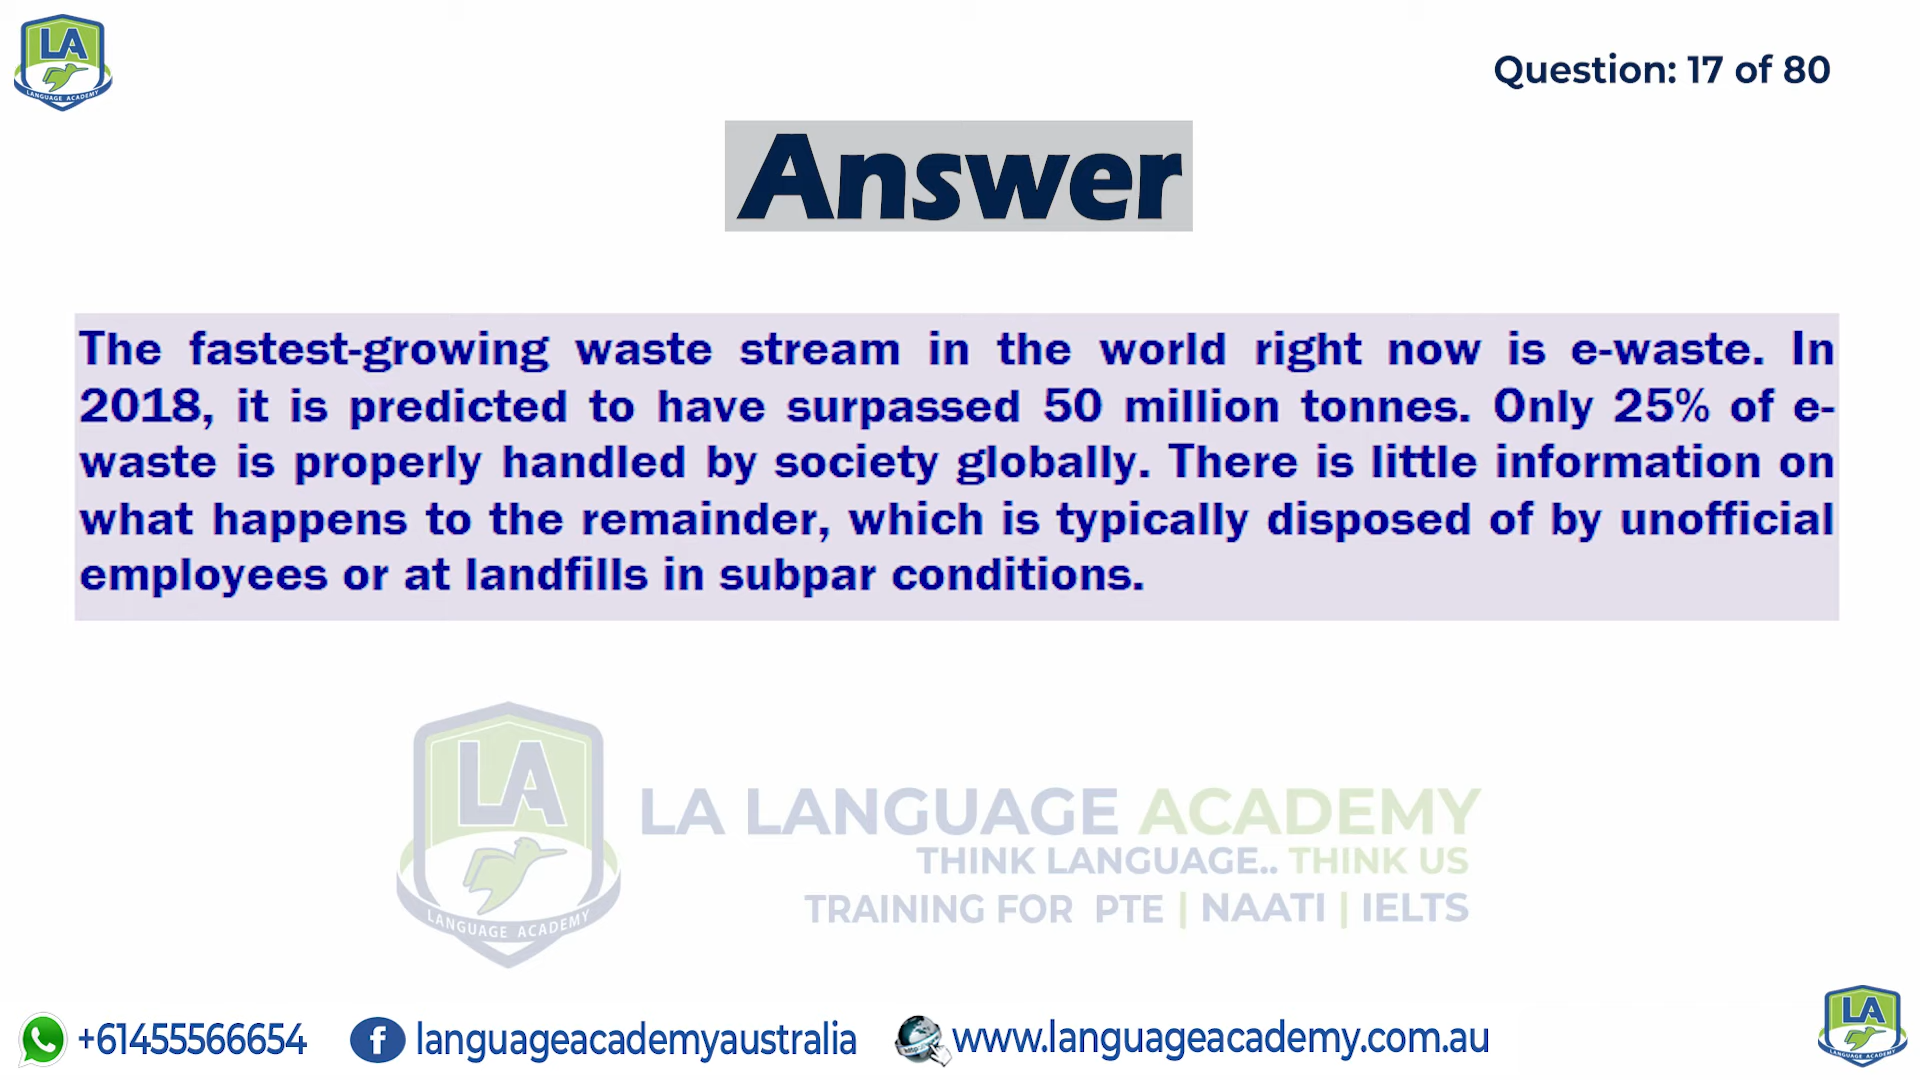 LA
LANGUAGE ACADEMY
Question: 17 of 80
Answer
The fastest-growing waste stream in the world right now is e-waste. In
2018, it is predicted to have surpassed 50 million tonnes. Only 25% of e-
waste is properly handled by society globally. There is little information on
what happens to the remainder, which is typically disposed of by unofficial
employees or at landfills in subpar conditions.
LA
LANGUAGE ACADEMY
LA LANGUAGE ACADEMY
THINK LANGUAGE.. THINK US
TRAINING FOR PTE | NAATI | IELTS
+61455566654
f languageacademyaustralia
http
www.languageacademy.com.au
LA
LANGUAGE ACADEMY